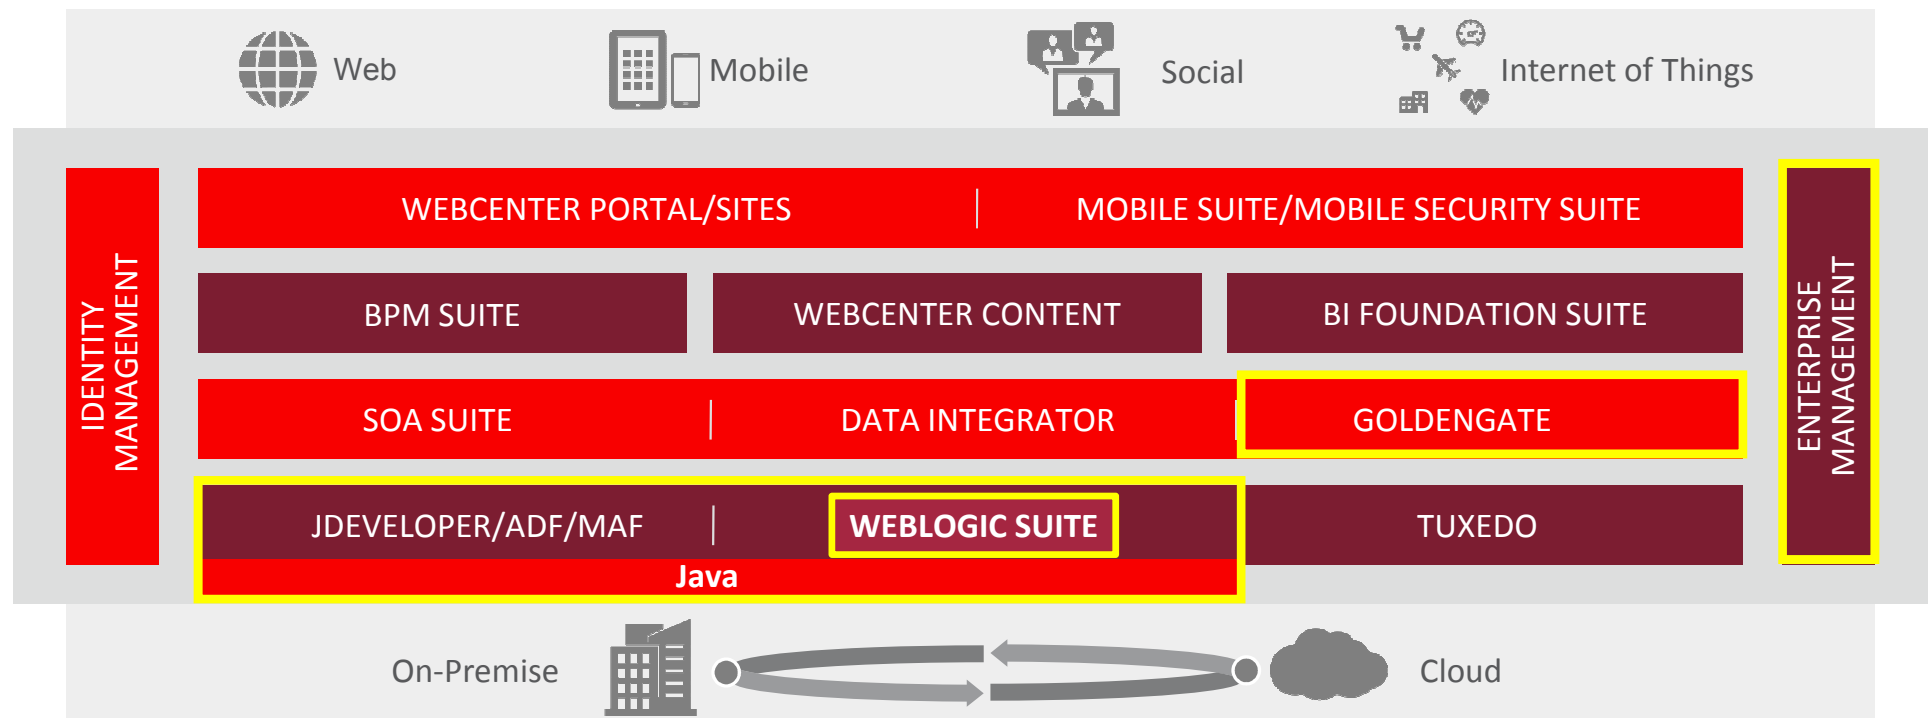 Web
Mobile
Social
Internet of Things
IDENTITY
MANAGEMENT
WEBCENTER PORTAL/SITES
MOBILE SUITE/MOBILE SECURITY SUITE
BPM SUITE
WEBCENTER CONTENT
BI FOUNDATION SUITE
SOA SUITE
DATA INTEGRATOR
GOLDENGATE
JDEVELOPER/ADF/MAF
WEBLOGIC SUITE
TUXEDO
Java
ENTERPRISE
MANAGEMENT
On-Premise
Cloud